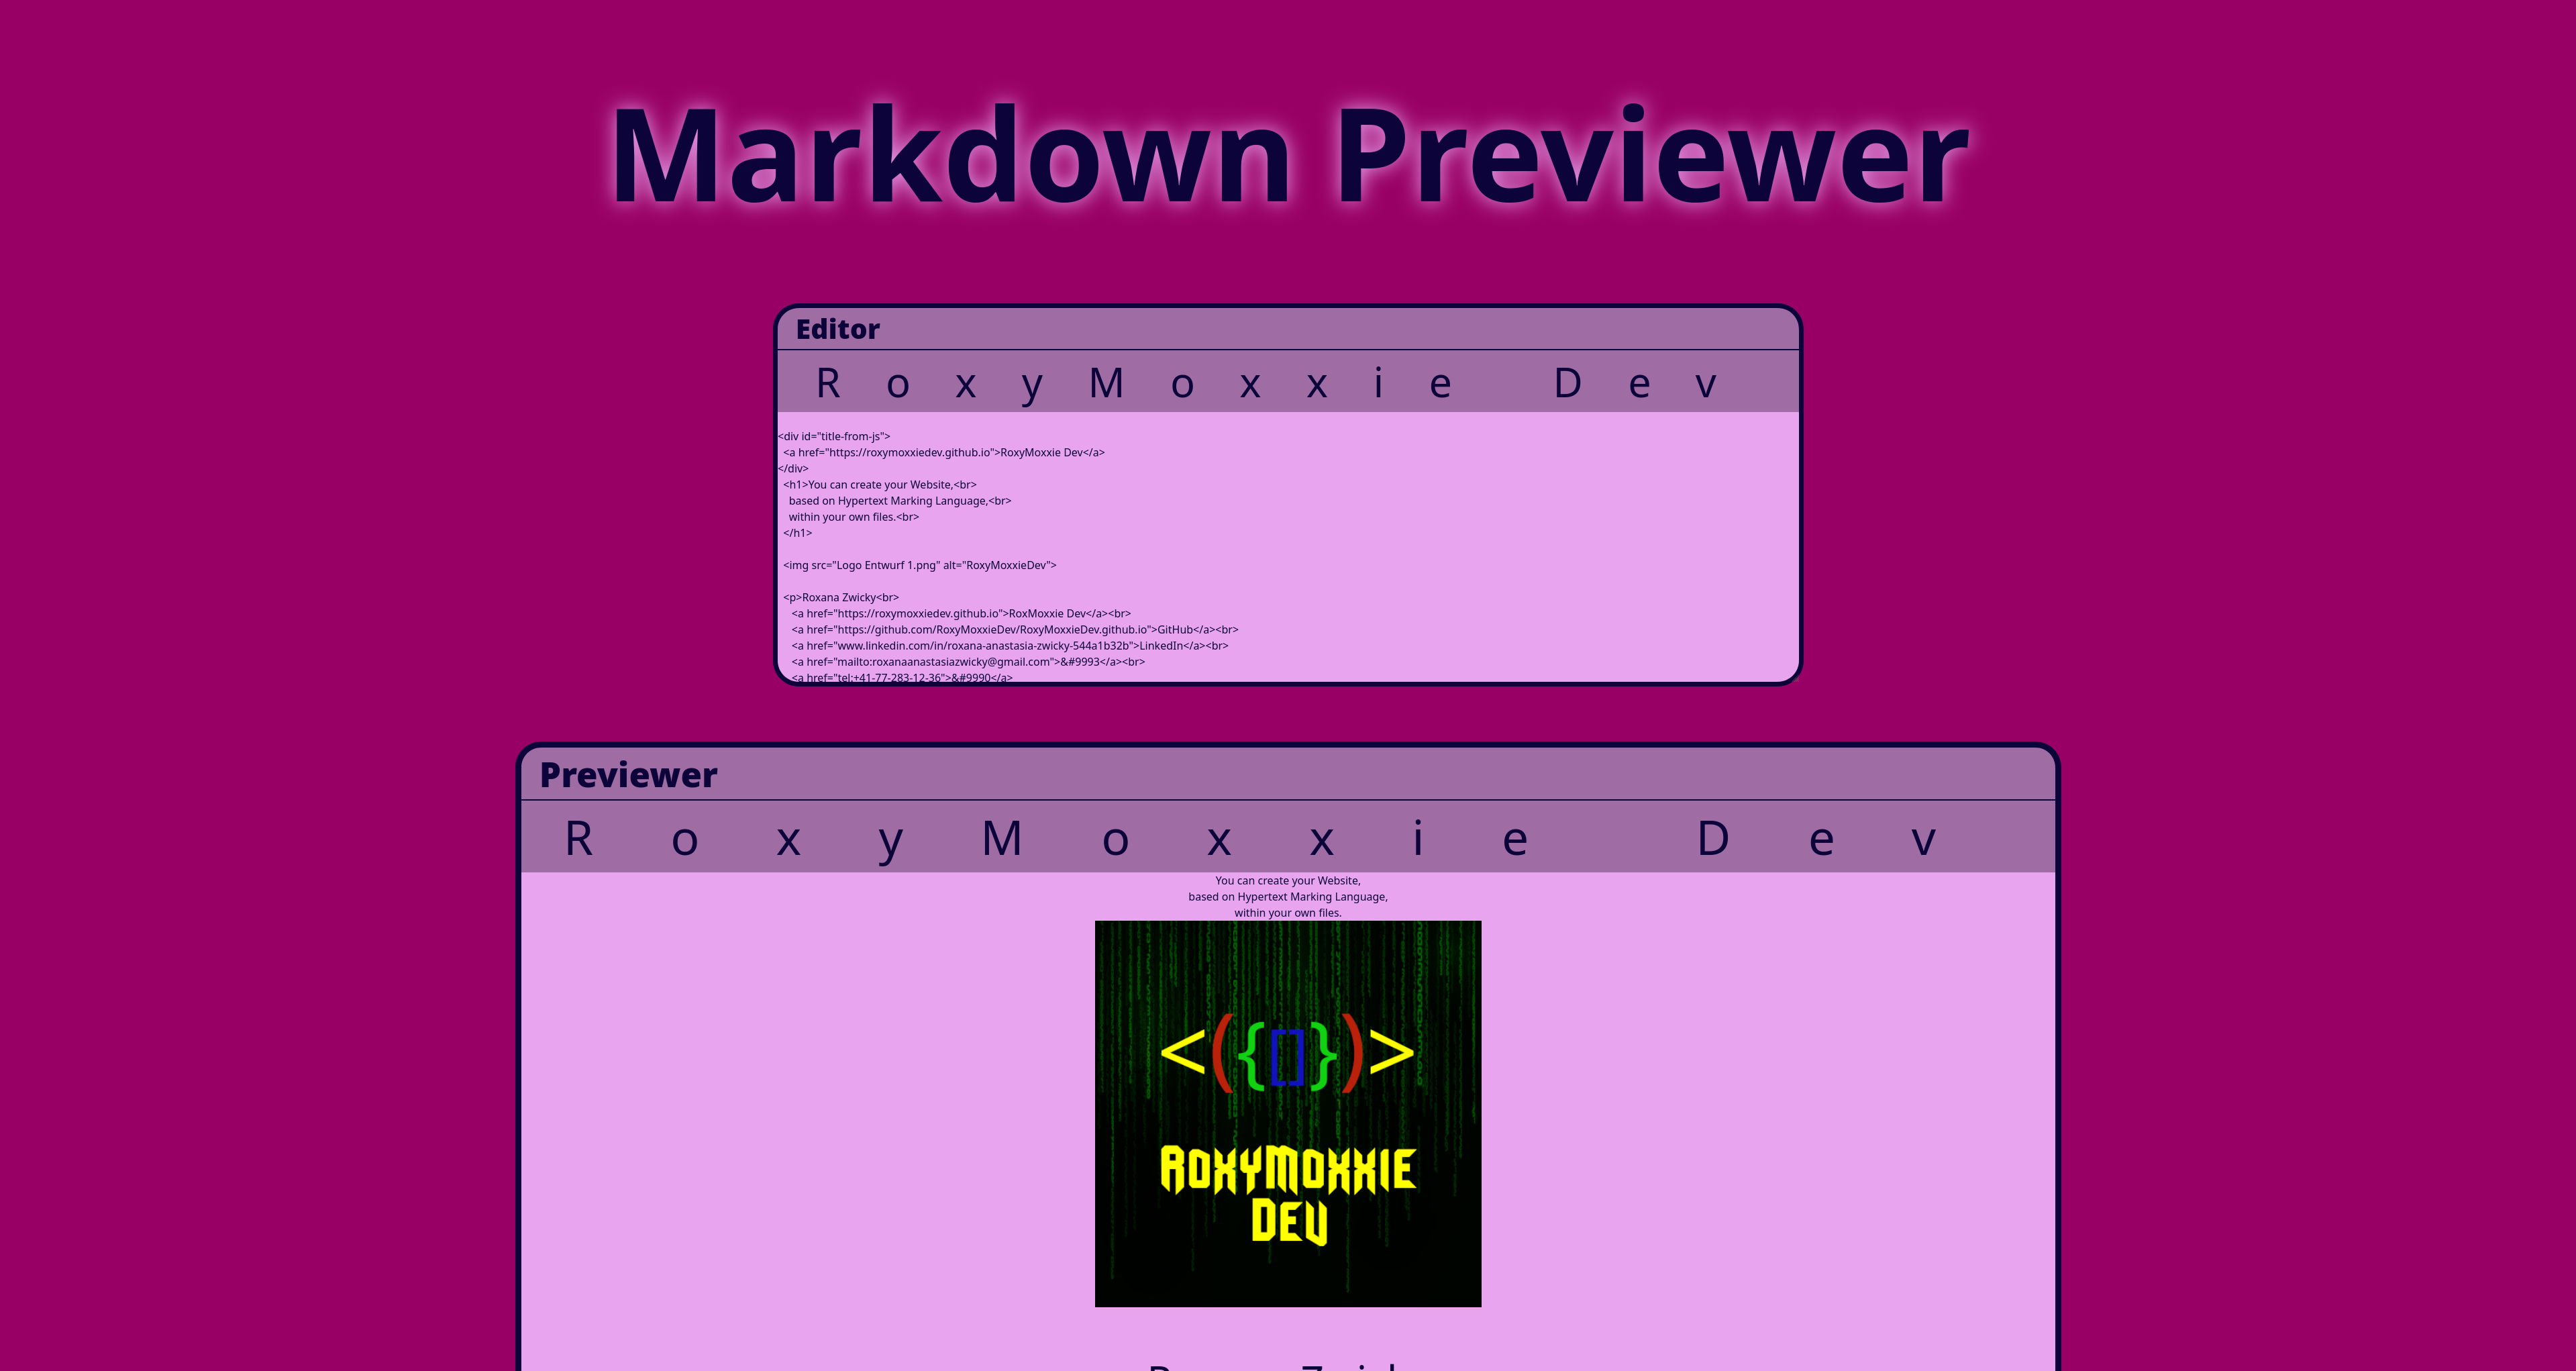 Markdown Previewer
Editor
RoxyMoxxie Dev
<div id="title-from-js">
<a href="https://roxymoxxiedev.github.io">RoxyMoxxie Dev</a>
</div>
<h1>You can create your Website,<br>
based on Hypertext Marking Language,<br>
within your own files.<br>
</h1>
<img src="Logo Entwurf 1.png" alt="RoxyMoxxieDev">
<p>Roxana Zwicky<br>
<a href="https://roxymoxxiedev.github.io">RoxMoxxie Dev</a><br>
<a href="https://github.com/RoxyMoxxieDev/RoxyMoxxieDev.github.io">GitHub</a><br>
<a href="www.linkedin.com/in/roxana-anastasia-zwicky-544a1b32b">LinkedIn</a><br>
<a href="mailto:roxanaanastasiazwicky@gmail.com">&#9993</a><br>
<a href="tel:+41-77-283-12-36">&#9990</a>
Previewer
RoxyMoxxie Dev
You can create your Website,
based on Hypertext Marking Language,
within your own files.
<({[]})>
ROXYMOXXIE
DEV